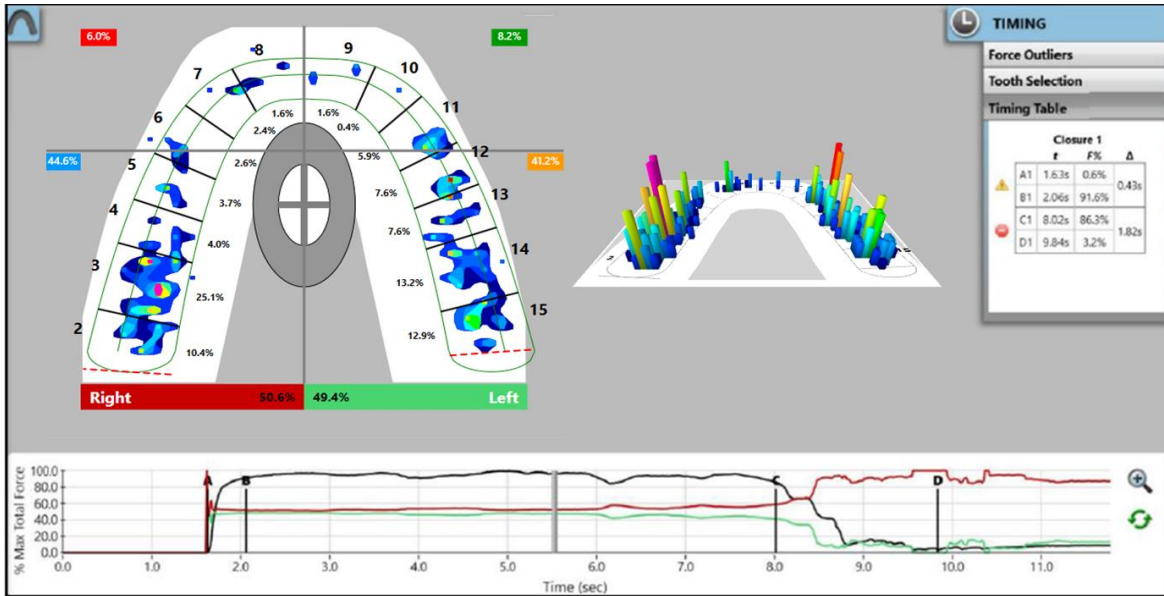 6.0%
8.2%
8
9
7
10
6
11
1.6%
1.6%
2.4%
0.4%
44.6%
5
2.6%
5.9%
12
41.2%
4
3.7%
7.6%
13
4.0%
7.6%
14
3
25.1%
13.2%
15
2
10.4%
12.9%
Right 50.6% 49.4% Left
TIMING
Force Outliers
Tooth Selection
Timing Table
Closure 1
t F% Δ
A1 1.63s 0.6% 0.43s
B1 2.06s 91.6%
C1 8.02s 86.3% 1.82s
D1 9.84s 3.2%
% Max Total Force
100.0
80.0
60.0
40.0
20.0
0.0
A B C D
0.0 1.0 2.0 3.0 4.0 5.0 6.0 7.0 8.0 9.0 10.0 11.0
Time (sec)